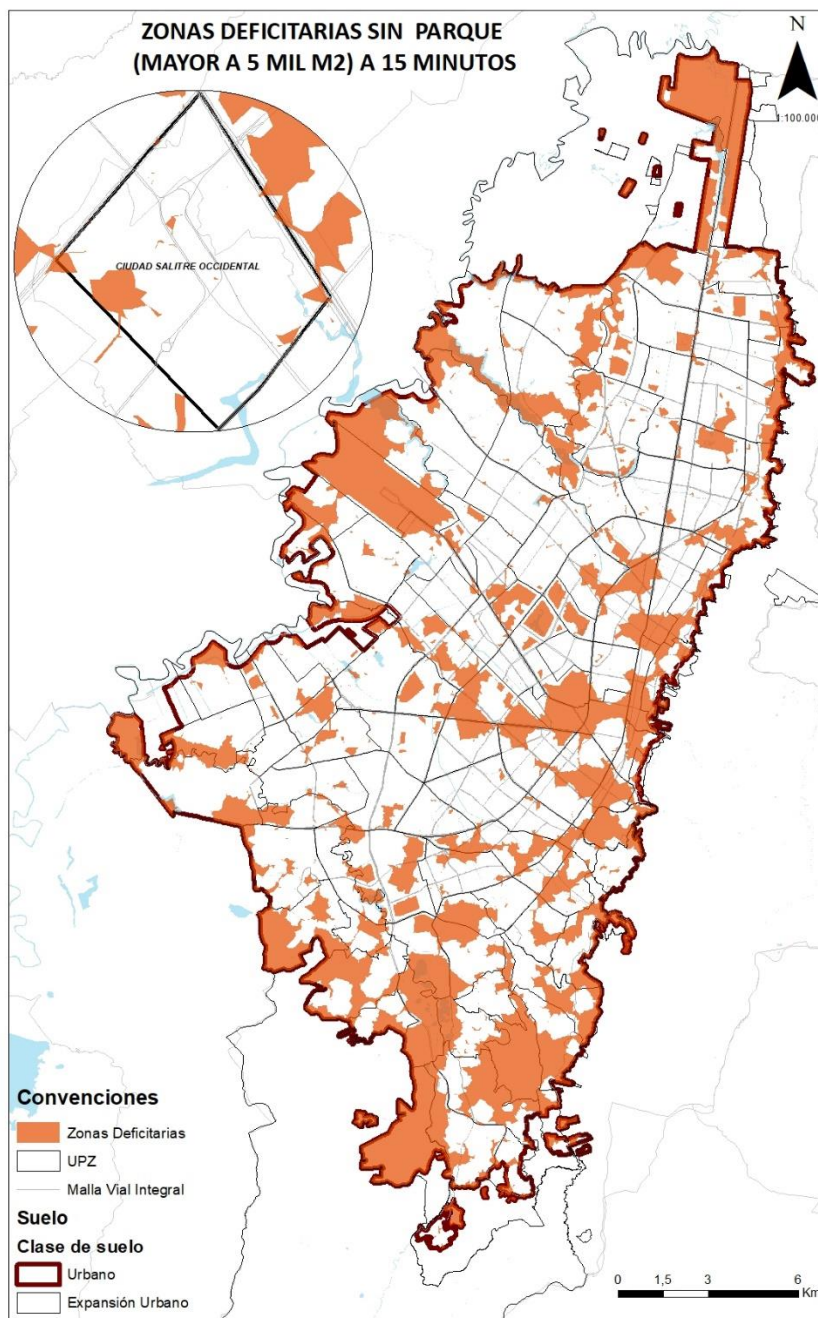 ZONAS DEFICITARIAS SIN PARQUE
(MAYOR A 5 MIL M2) A 15 MINUTOS
N
1:100.000
CIUDAD SALITRE OCCIDENTAL
Convenciones
Zonas Deficitarias
UPZ
Malla Vial Integral
Suelo
Clase de suelo
Urbano
Expansión Urbano
0 1,5 3 6
Km